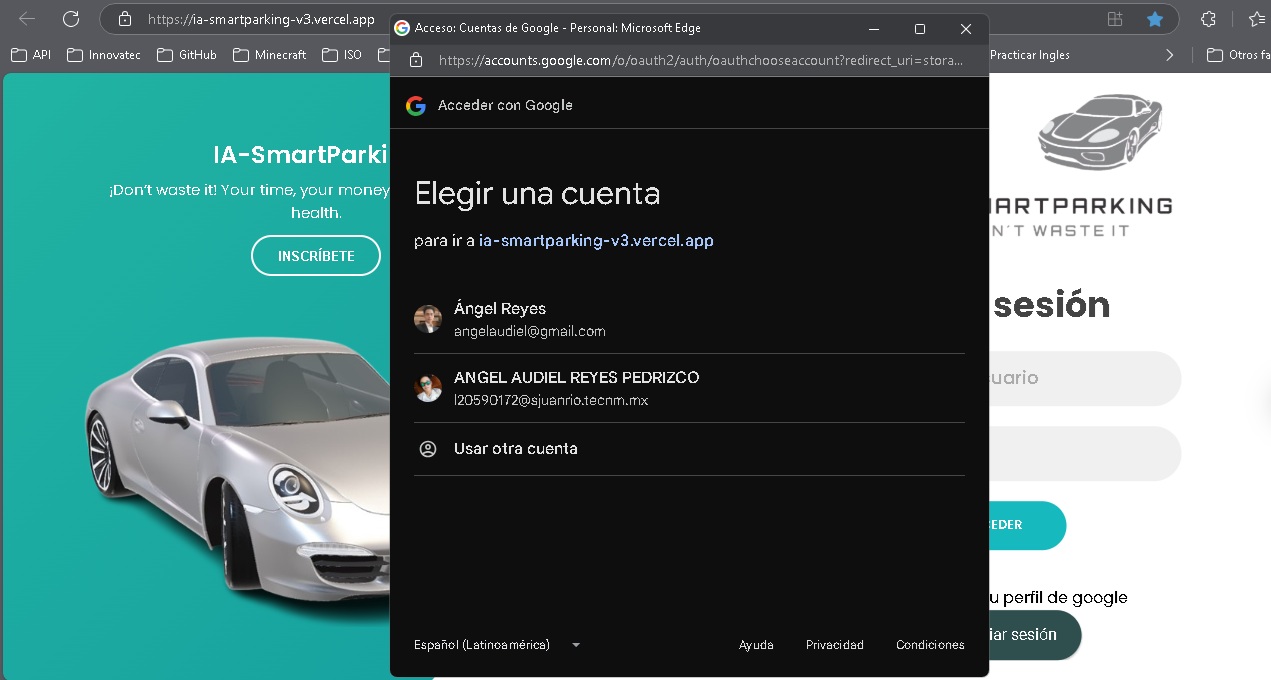 https://ia-smartparking-v3.vercel.app
Acceso: Cuentas de Google - Personal: Microsoft Edge
API
Innovatec
GitHub
Minecraft
ISO
https://accounts.google.com/o/oauth2/auth/oauthchooseaccount?redirect_uri=stora...
Practicar Ingles
Otros fa
Acceder con Google
IA-SmartParki
¡Don't waste it! Your time, your money
health.
INSCRÍBETE
Elegir una cuenta
para ir a ia-smartparking-v3.vercel.app
Ángel Reyes
angelaudiel@gmail.com
ANGEL AUDIEL REYES PEDRIZCO
l20590172@sjuanrio.tecnm.mx
Usar otra cuenta
Español (Latinoamérica)
Ayuda
Privacidad
Condiciones
ARTPARKING
N'T WASTE IT
sesión
uario
EDER
u perfil de google
iar sesión